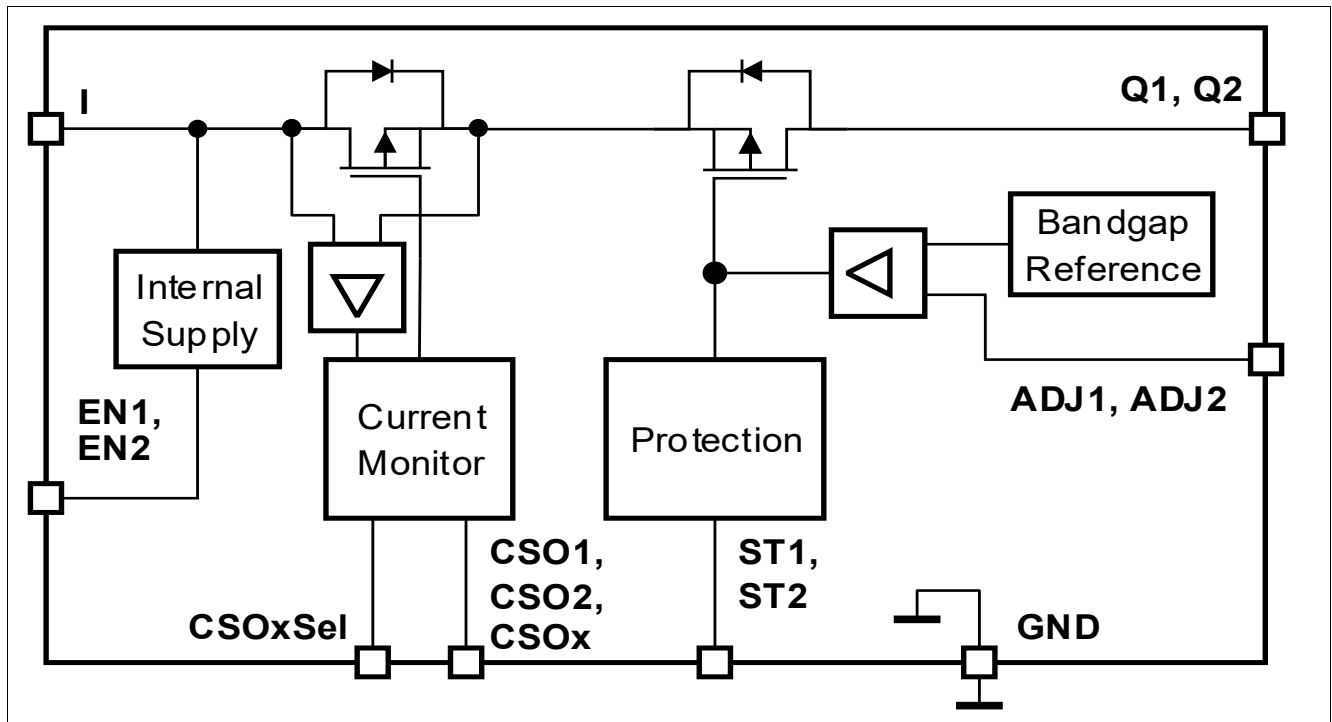 I
Q1, Q2
Bandgap
Reference
Internal
Supply
ADJ1, ADJ2
EN1,
EN2
Current
Monitor
Protection
CSO1,
CSO2,
CSOx
ST1,
ST2
CSOxSel
GND